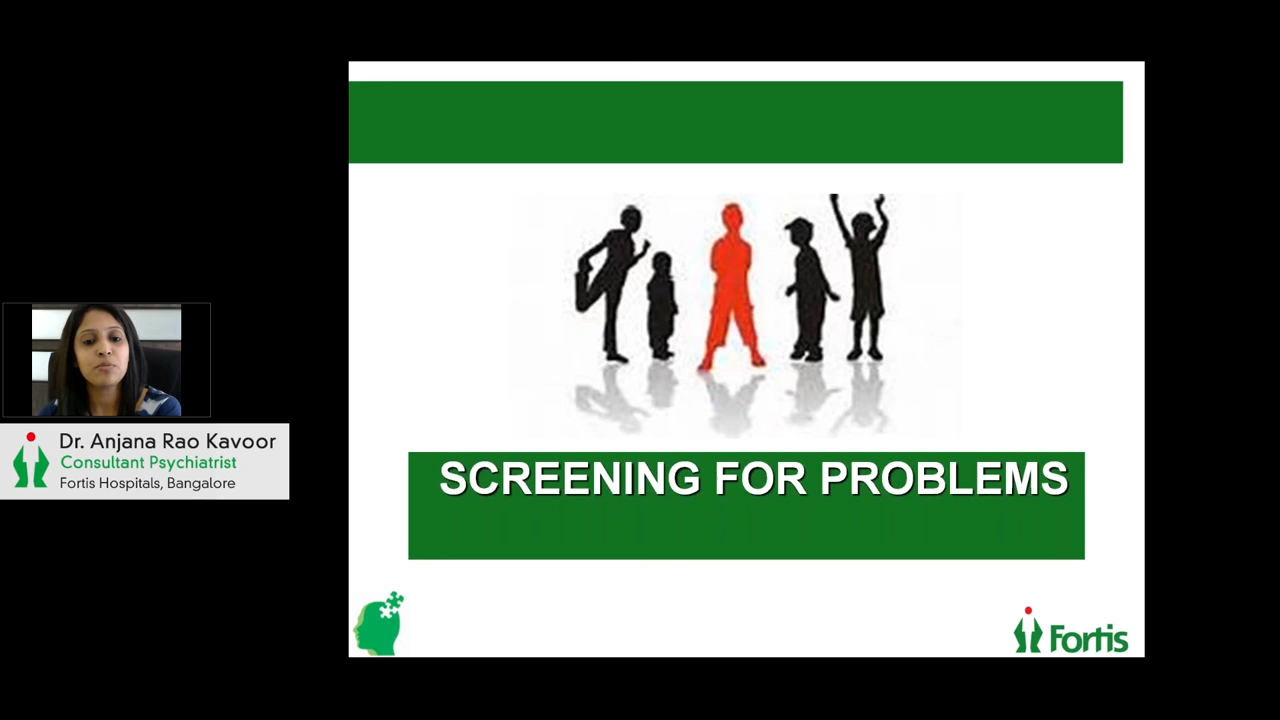 SCREENING FOR PROBLEMS
Dr. Anjana Rao Kavoor
Consultant Psychiatrist
Fortis Hospitals, Bangalore
Fortis